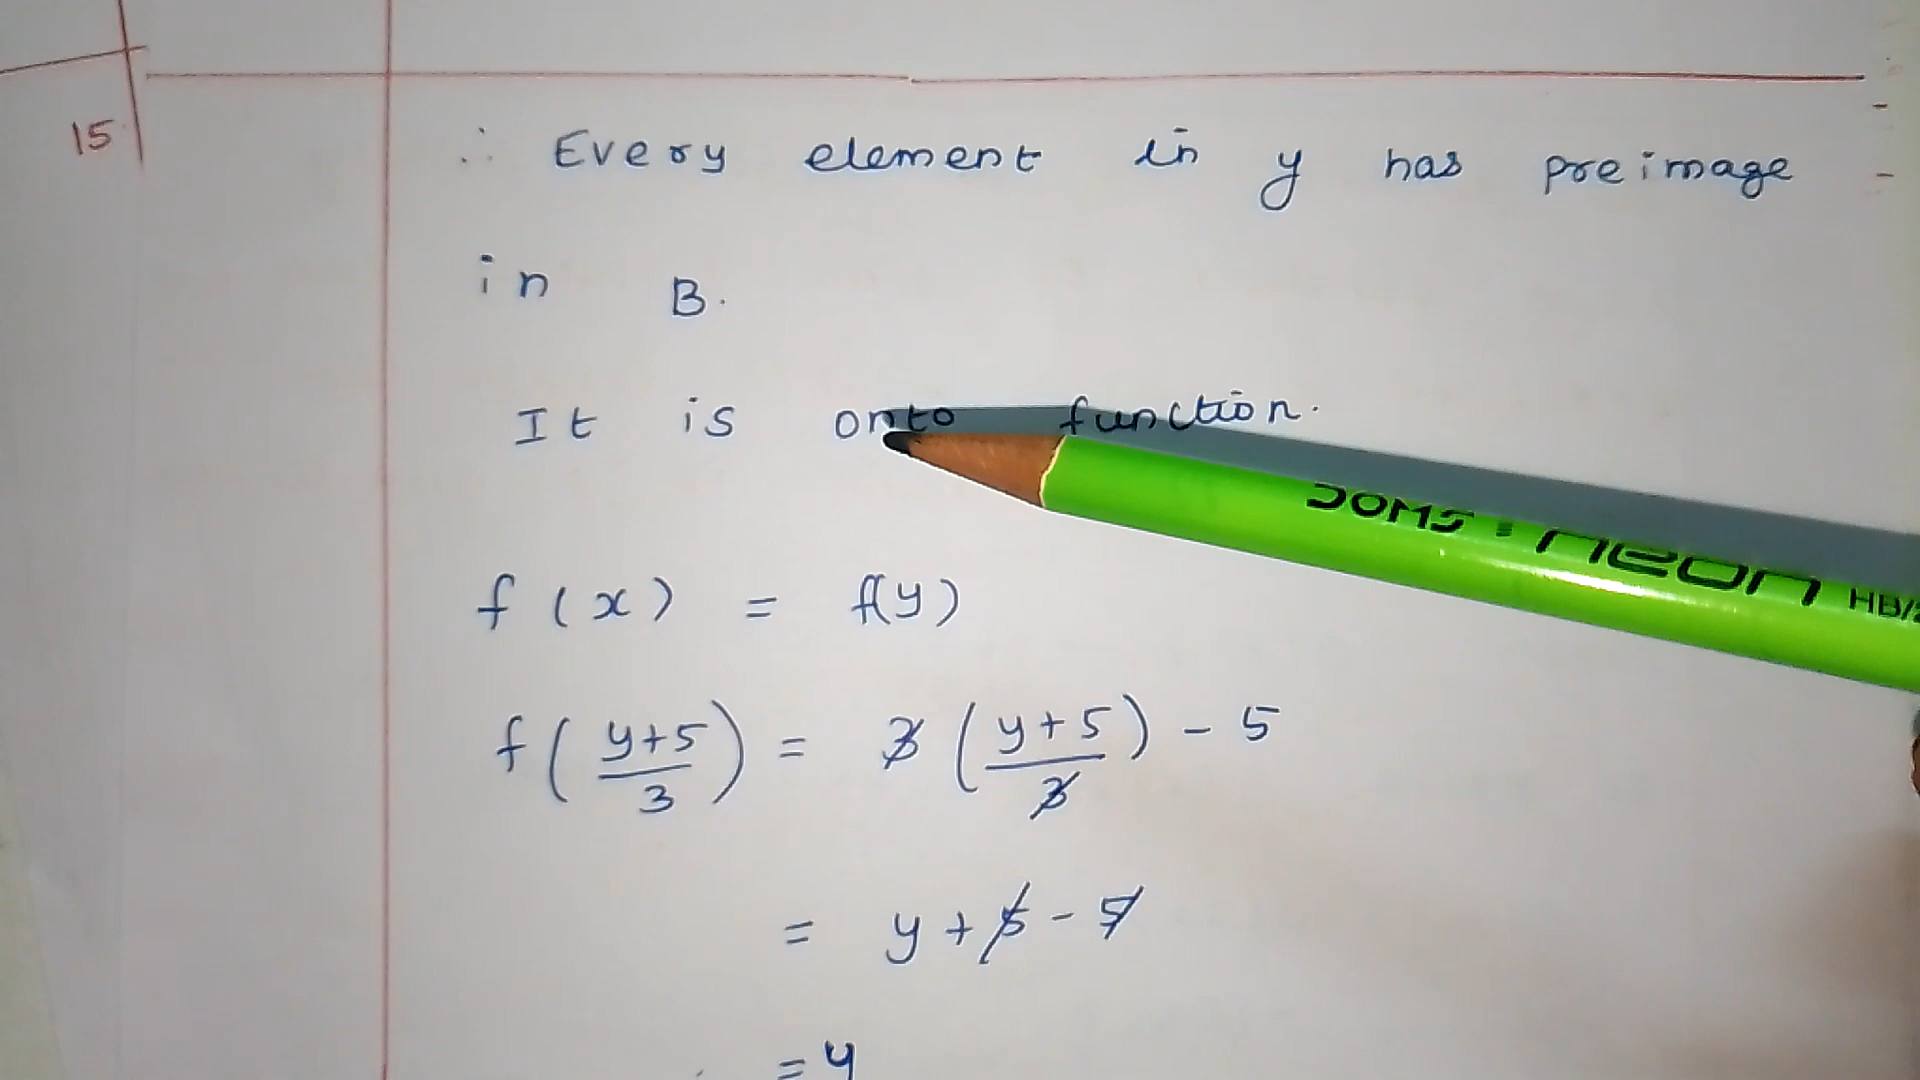 15
∴ Every element in y has preimage
in B.
It is onto function.
DOMS NEON HB/2
f(x) = f(y)
f((y+5)/3) = 3((y+5)/3) - 5
= y + 5 - 5
= y